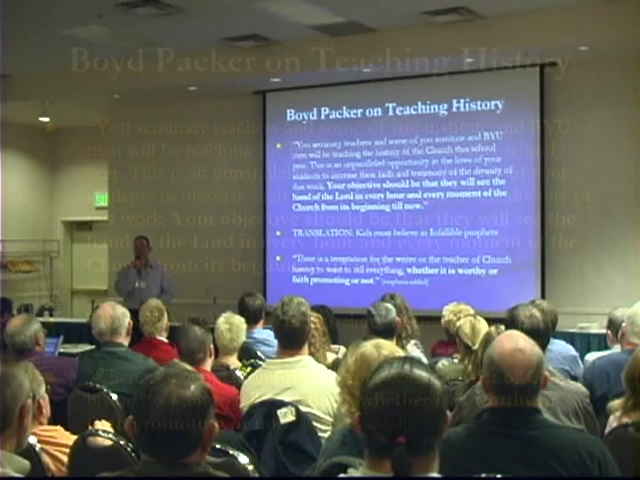 Boyd Packer on Teaching History
Boyd Packer on Teaching History
"You seminary teachers and some of you institute and BYU
men will be teaching the history of the Church this school
year. This is an unparalleled opportunity in the lives of your
students to increase their faith and testimony of the divinity of
this work. Your objective should be that they will see the
hand of the Lord in every hour and every moment of the
Church from its beginning till now."
TRANSLATION: Kids must believe in Infallible prophets
"There is a temptation for the writer or the teacher of Church
history to want to tell everything, whether it is worthy or
faith promoting or not." [emphasis added]